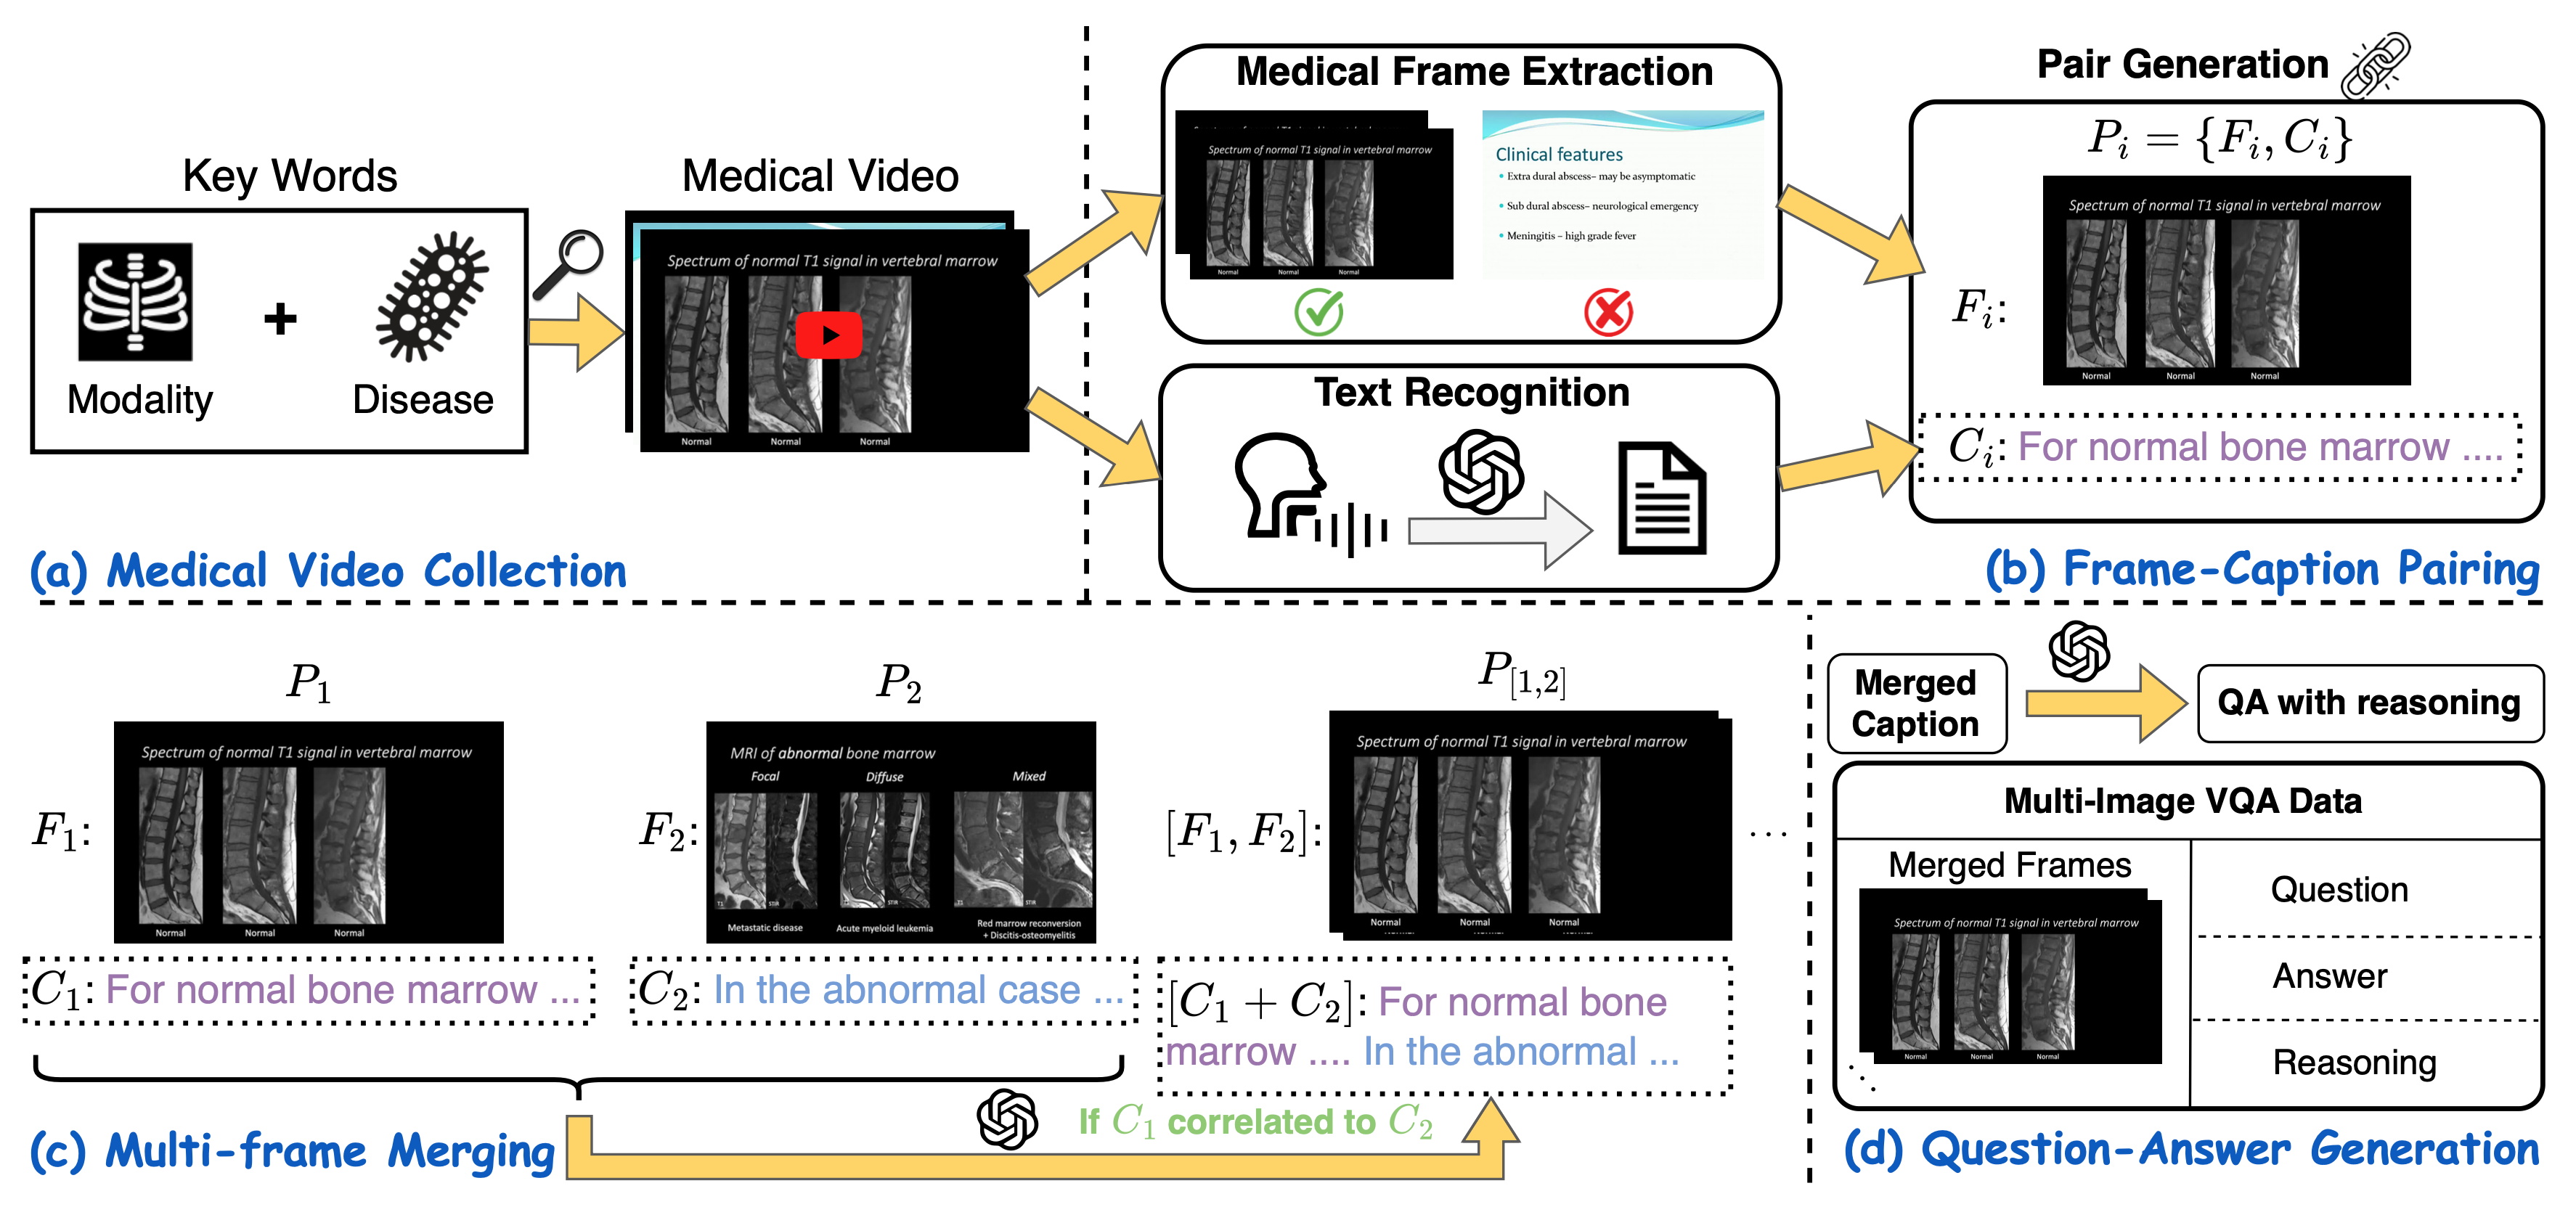 Key Words
Modality
+
Disease
Medical Video
Spectrum of normal T1 signal in vertebral marrow
Normal Normal Normal
(a) Medical Video Collection
Medical Frame Extraction
Spectrum of normal T1 signal in vertebral marrow
Normal Normal Normal
Clinical features
• Extra dural abscess– may be asymptomatic
• Sub dural abscess– neurological emergency
• Meningitis – high grade fever
Text Recognition
Pair Generation
P_i = {F_i, C_i}
F_i:
Spectrum of normal T1 signal in vertebral marrow
Normal Normal Normal
C_i: For normal bone marrow ....
(b) Frame-Caption Pairing
P_1
F_1:
Spectrum of normal T1 signal in vertebral marrow
Normal Normal Normal
C_1: For normal bone marrow ...
P_2
F_2:
MRI of abnormal bone marrow
Focal Diffuse Mixed
T1 STIR STIR T1
Metastatic disease Acute myeloid leukemia Red marrow reconversion
+ Discitis-osteomyelitis
C_2: In the abnormal case ...
P_[1,2]
[F_1, F_2]:
Spectrum of normal T1 signal in vertebral marrow
Normal Normal Normal
...
[C_1 + C_2]: For normal bone
marrow .... In the abnormal ...
If C_1 correlated to C_2
(c) Multi-frame Merging
Merged
Caption
QA with reasoning
Multi-Image VQA Data
Merged Frames
Spectrum of normal T1 signal in vertebral marrow
Normal Normal Normal
Question
Answer
Reasoning
(d) Question-Answer Generation